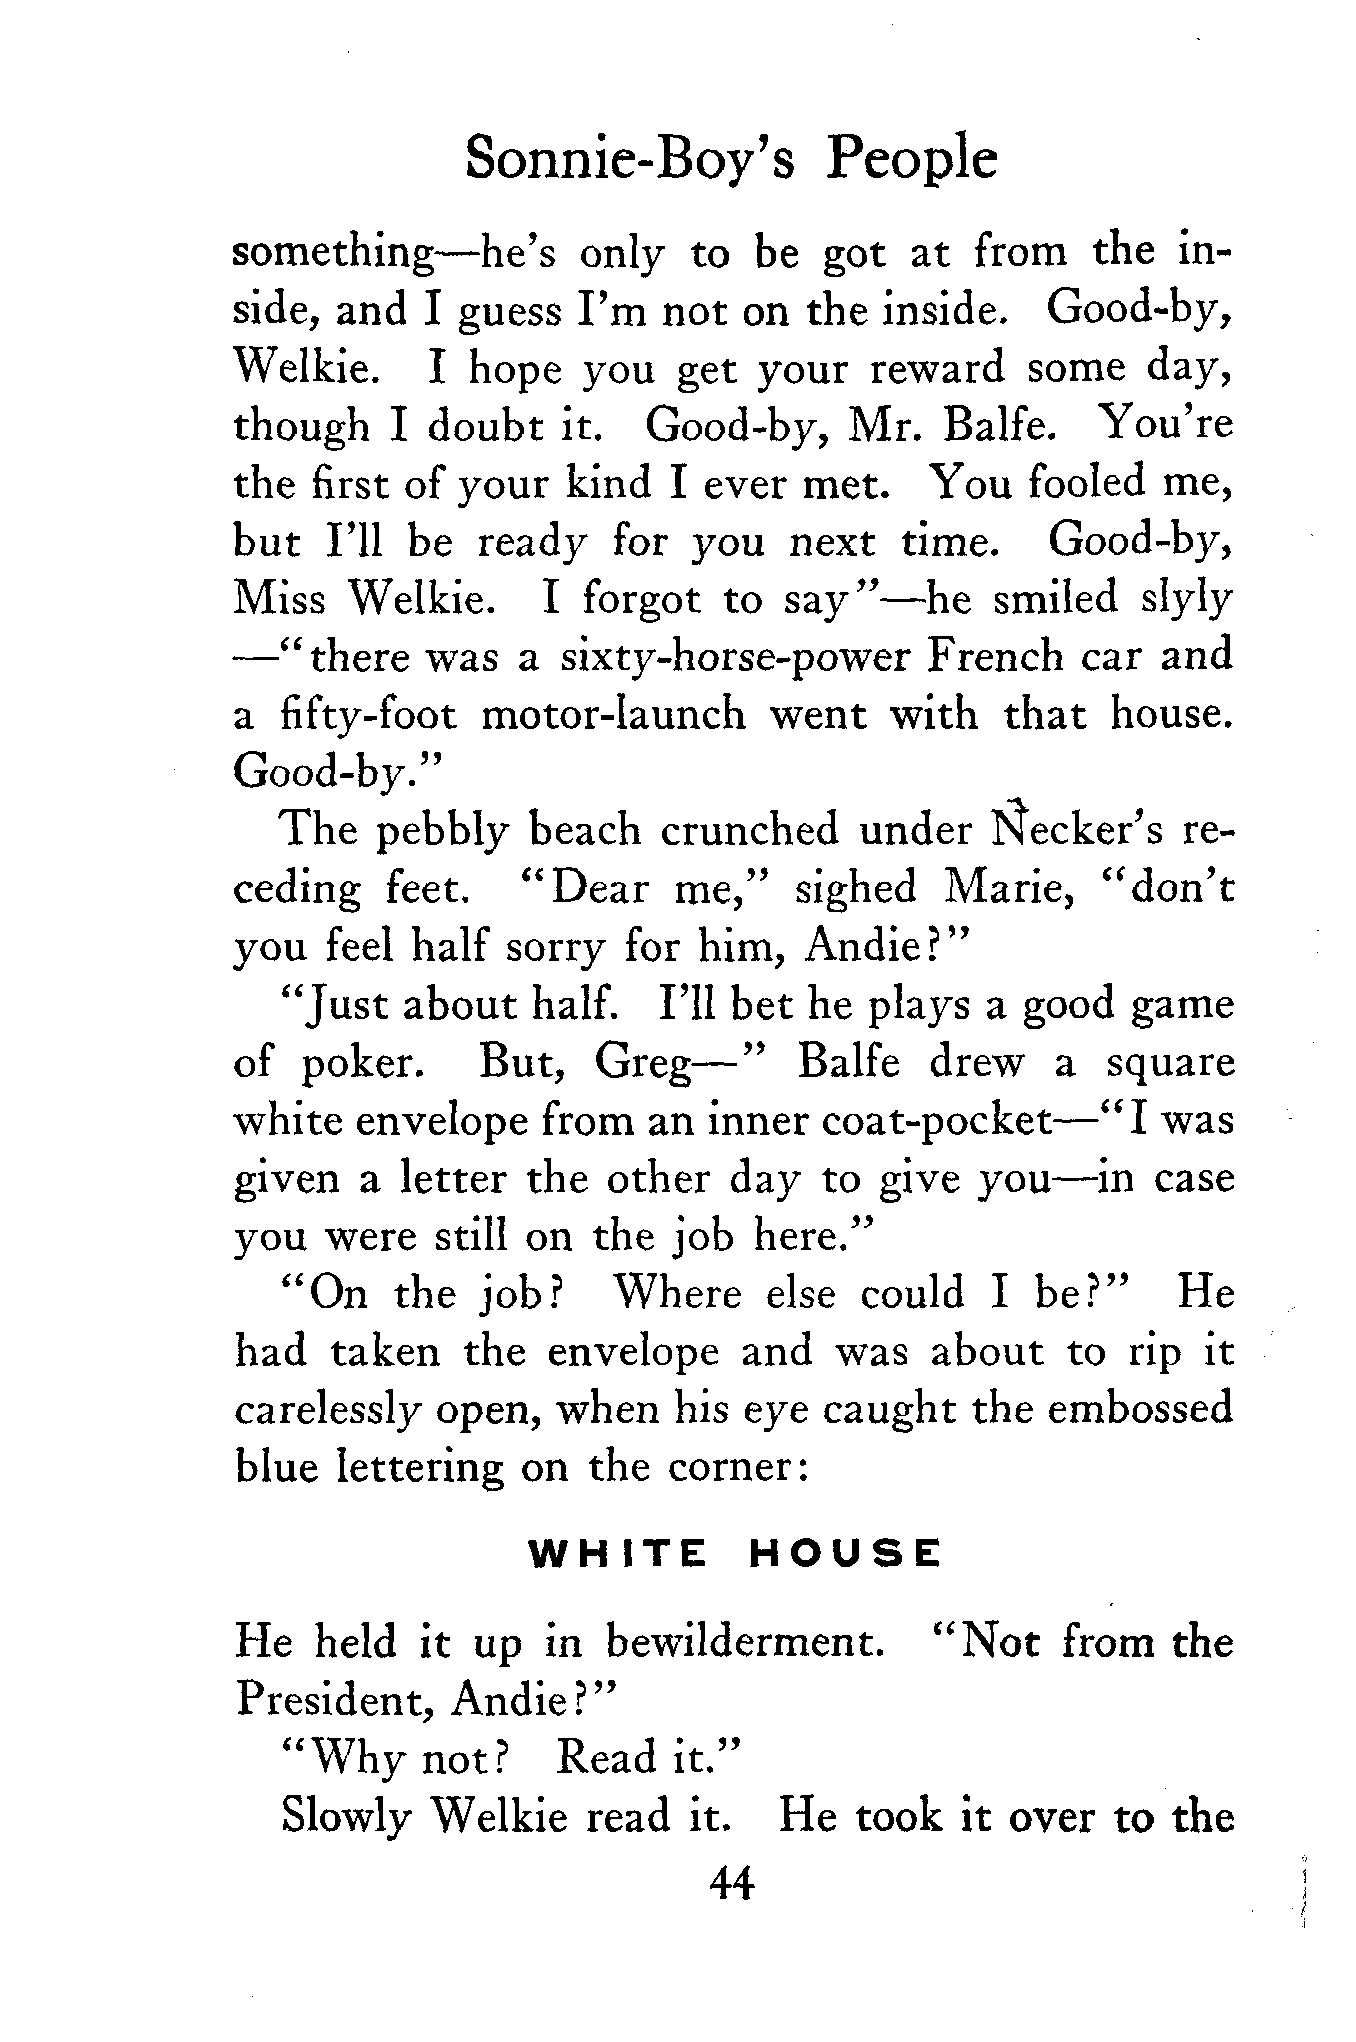 Sonnie-Boy's People
something—he's only to be got at from the in-
side, and I guess I'm not on the inside. Good-by,
Welkie. I hope you get your reward some day,
though I doubt it. Good-by, Mr. Balfe. You're
the first of your kind I ever met. You fooled me,
but I'll be ready for you next time. Good-by,
Miss Welkie. I forgot to say"—he smiled slyly
—"there was a sixty-horse-power French car and
a fifty-foot motor-launch went with that house.
Good-by."
The pebbly beach crunched under Necker's re-
ceding feet. "Dear me," sighed Marie, "don't
you feel half sorry for him, Andie?"
"Just about half. I'll bet he plays a good game
of poker. But, Greg—" Balfe drew a square
white envelope from an inner coat-pocket—"I was
given a letter the other day to give you—in case
you were still on the job here."
"On the job? Where else could I be?" He
had taken the envelope and was about to rip it
carelessly open, when his eye caught the embossed
blue lettering on the corner:
WHITE HOUSE
He held it up in bewilderment. "Not from the
President, Andie?"
"Why not? Read it."
Slowly Welkie read it. He took it over to the
44